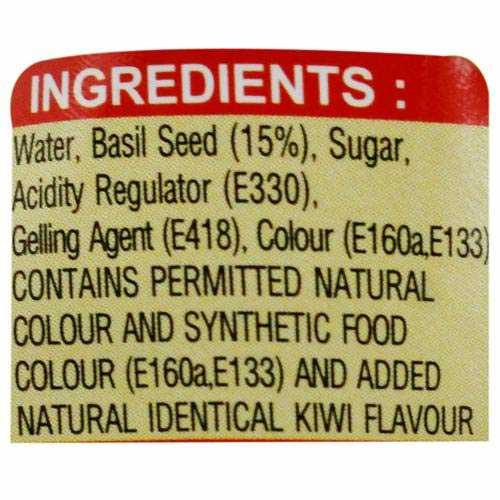 INGREDIENTS :
Water, Basil Seed (15%), Sugar,
Acidity Regulator (E330),
Gelling Agent (E418), Colour (E160a,E133)
CONTAINS PERMITTED NATURAL
COLOUR AND SYNTHETIC FOOD
COLOUR (E160a,E133) AND ADDED
NATURAL IDENTICAL KIWI FLAVOUR